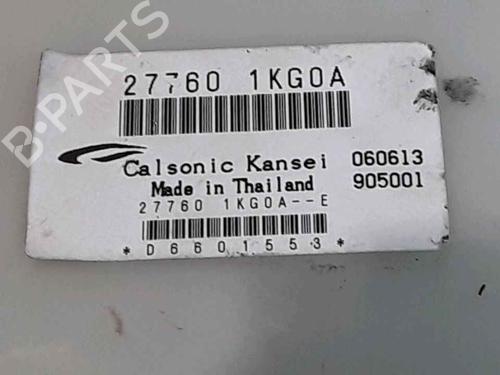 27760 1KG0A
Calsonic Kansei 060613
Made in Thailand 905001
27760 1KG0A--E
*D6601553*
B-PARTS